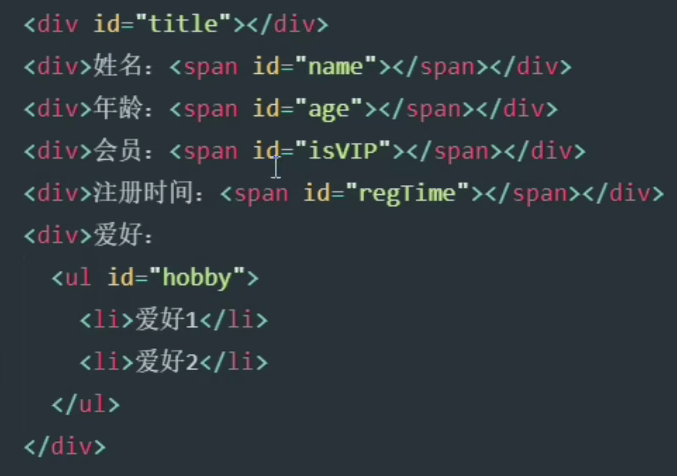 <div id="title"></div>
<div>姓名：<span id="name"></span></div>
<div>年龄：<span id="age"></span></div>
<div>会员：<span id="isVIP"></span></div>
<div>注册时间：<span id="regTime"></span></div>
<div>爱好：
<ul id="hobby">
<li>爱好1</li>
<li>爱好2</li>
</ul>
</div>